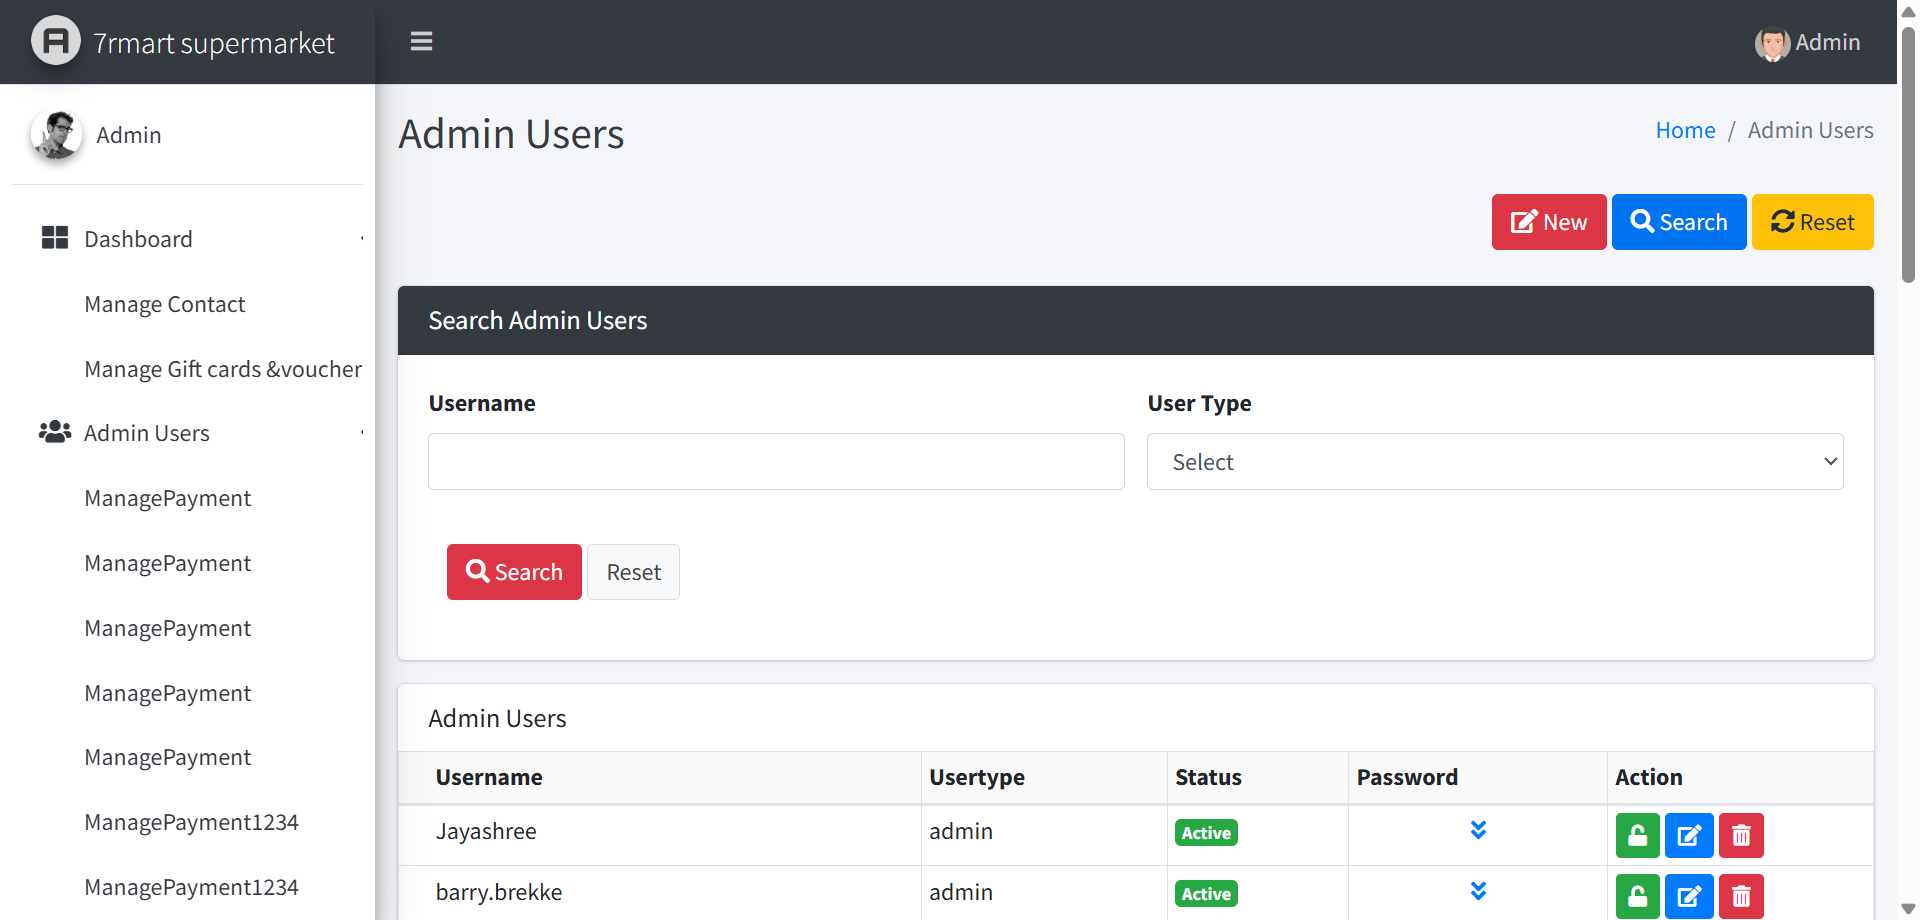 7rmart supermarket
Admin
Admin
Dashboard
Manage Contact
Manage Gift cards &voucher
Admin Users
ManagePayment
ManagePayment
ManagePayment
ManagePayment
ManagePayment
ManagePayment1234
ManagePayment1234
Admin Users
Home / Admin Users
New Search Reset
Search Admin Users
Username User Type
Select
Search Reset
Admin Users
Username Usertype Status Password Action
Jayashree admin Active
barry.brekke admin Active